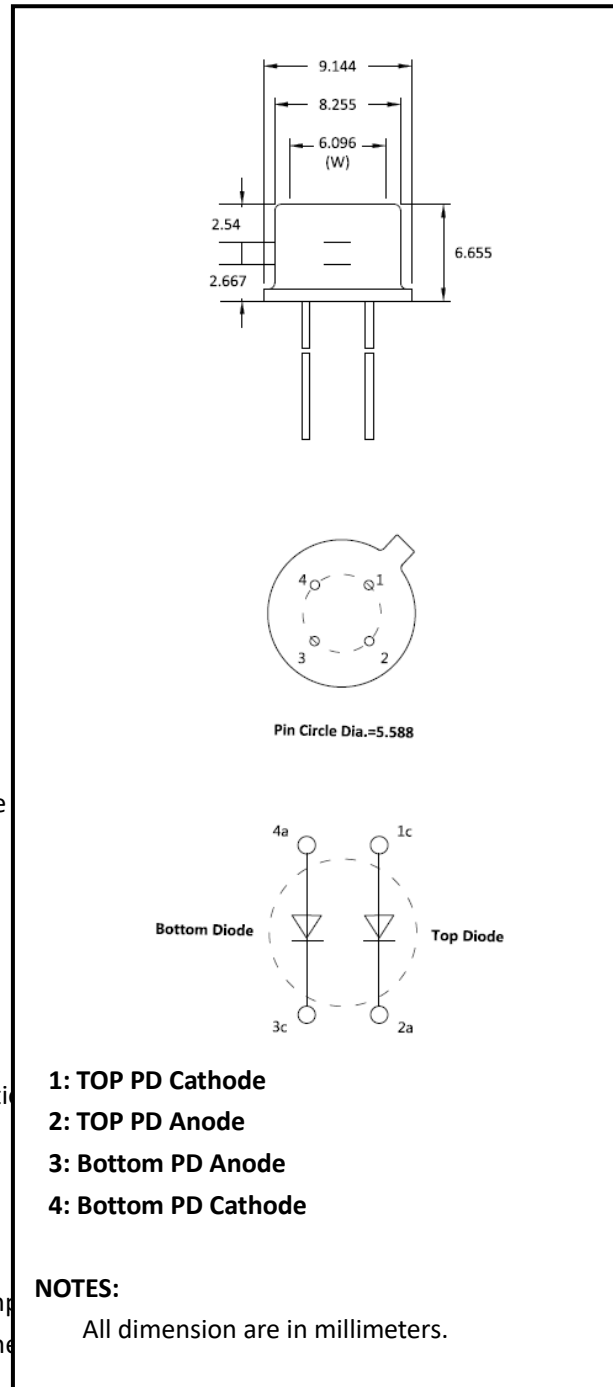 9.144
8.255
6.096
(W)
2.54
6.655
2.667
4
1
3
2
Pin Circle Dia.=5.588
4a
1c
Bottom Diode
Top Diode
3c
2a
1: TOP PD Cathode
2: TOP PD Anode
3: Bottom PD Anode
4: Bottom PD Cathode
NOTES:
All dimension are in millimeters.